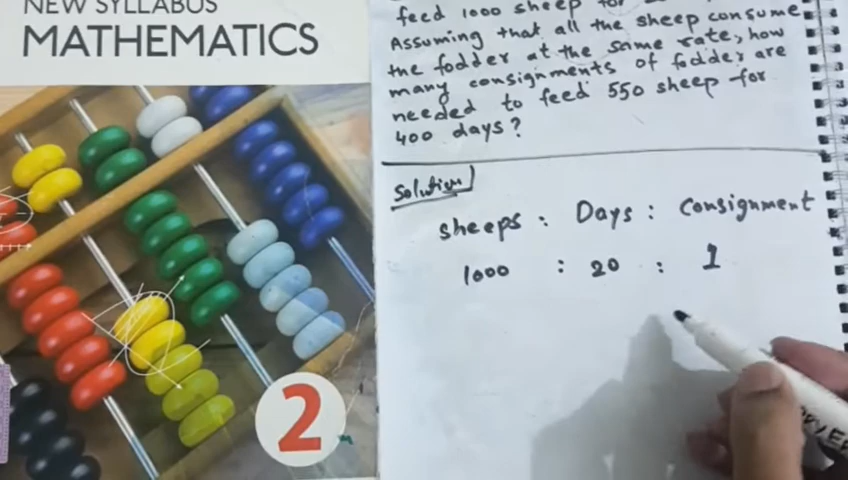 NEW SYLLABUS
MATHEMATICS
2
feed 1000 sheep for
Assuming that all the sheep consume
the fodder at the same rate, how
many consignments of fodder are
needed to feed 550 sheep for
400 days?
Solution
sheeps : Days : Consignment
1000 : 20 : 1